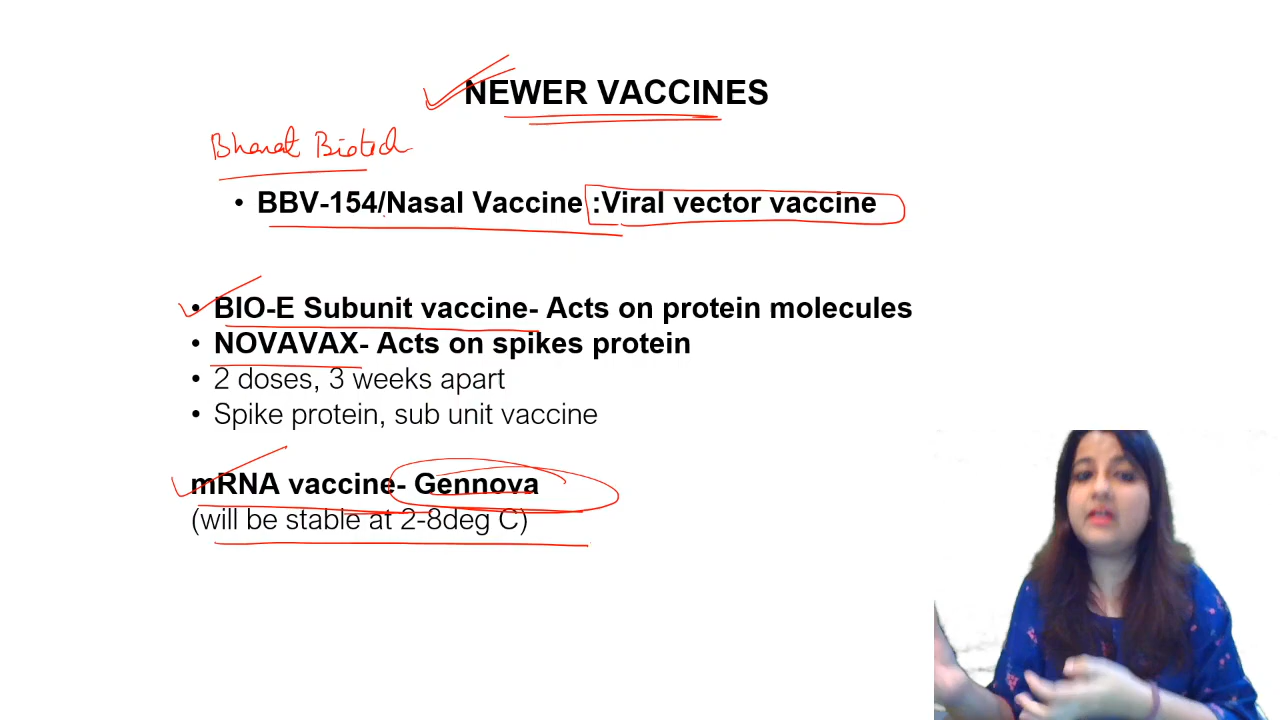 NEWER VACCINES
Bharat Biotech
• BBV-154/Nasal Vaccine :Viral vector vaccine
• BIO-E Subunit vaccine- Acts on protein molecules
• NOVAVAX- Acts on spikes protein
• 2 doses, 3 weeks apart
• Spike protein, sub unit vaccine
mRNA vaccine- Gennova
(will be stable at 2-8deg C)